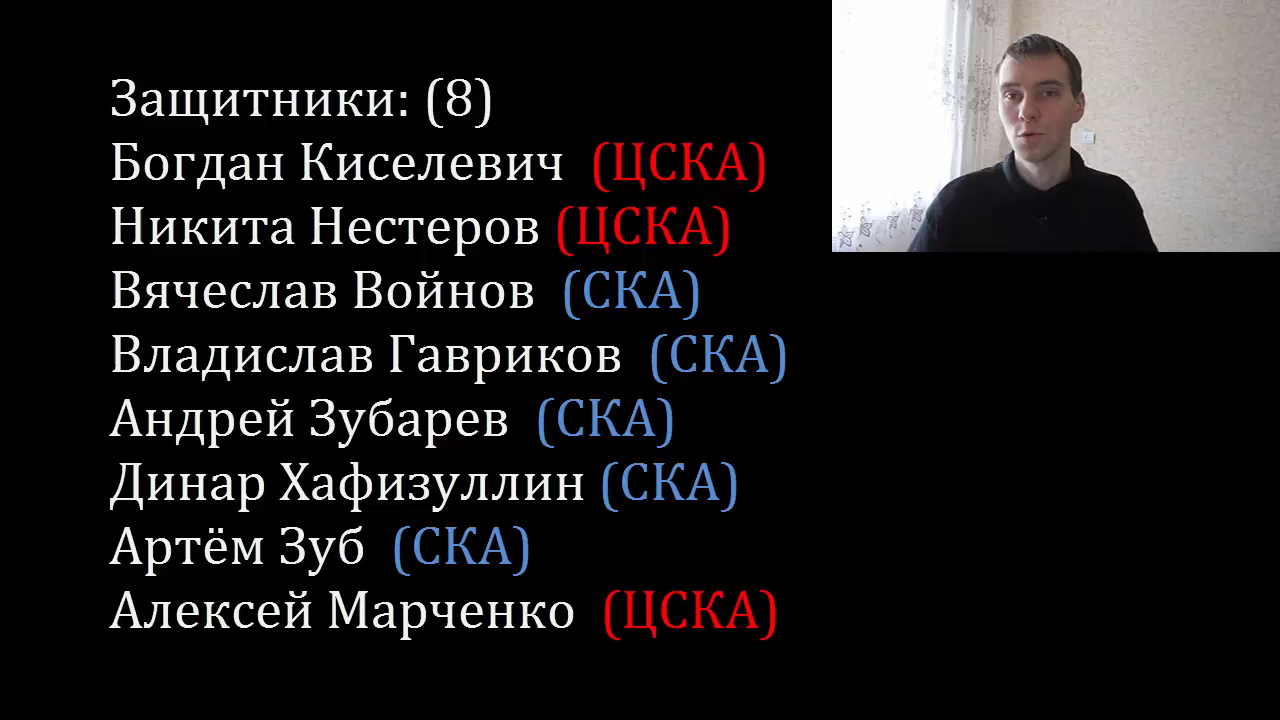 Защитники: (8)
Богдан Киселевич (ЦСКА)
Никита Нестеров (ЦСКА)
Вячеслав Войнов (СКА)
Владислав Гавриков (СКА)
Андрей Зубарев (СКА)
Динар Хафизуллин (СКА)
Артём Зуб (СКА)
Алексей Марченко (ЦСКА)